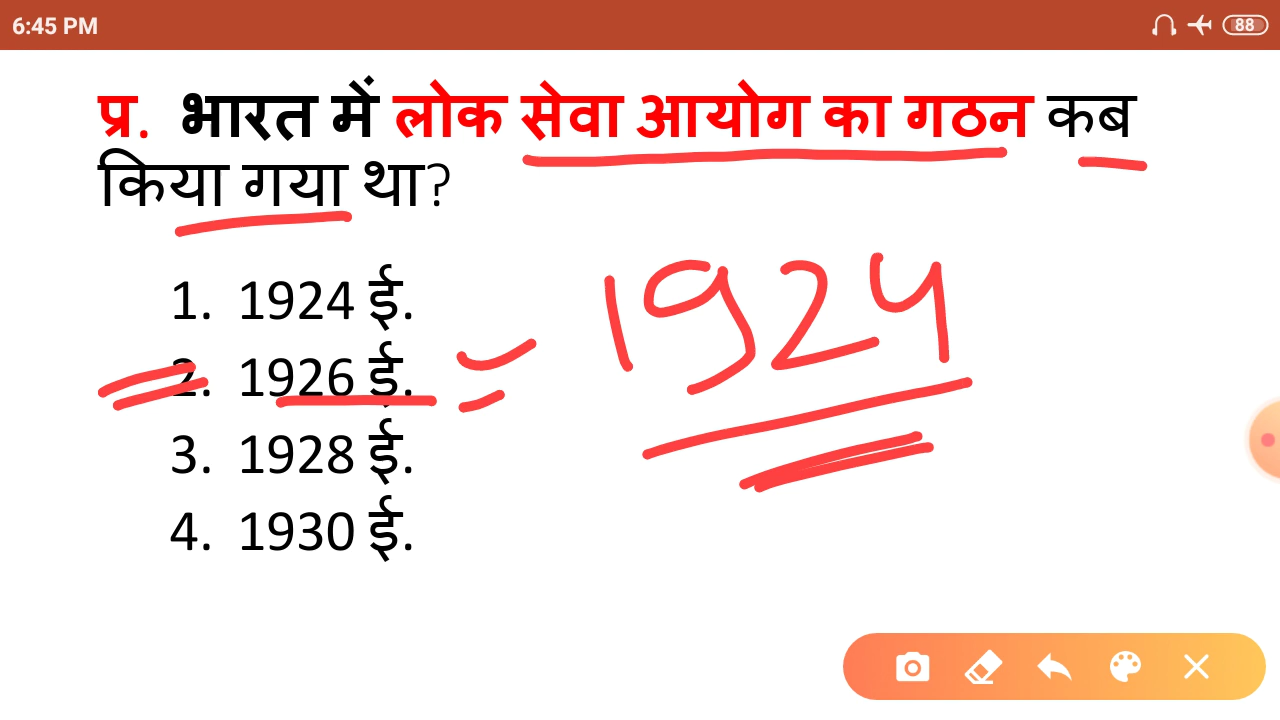 6:45 PM
88
प्र. भारत में लोक सेवा आयोग का गठन कब
किया गया था?
1. 1924 ई.
2. 1926 ई.
3. 1928 ई.
4. 1930 ई.
1924